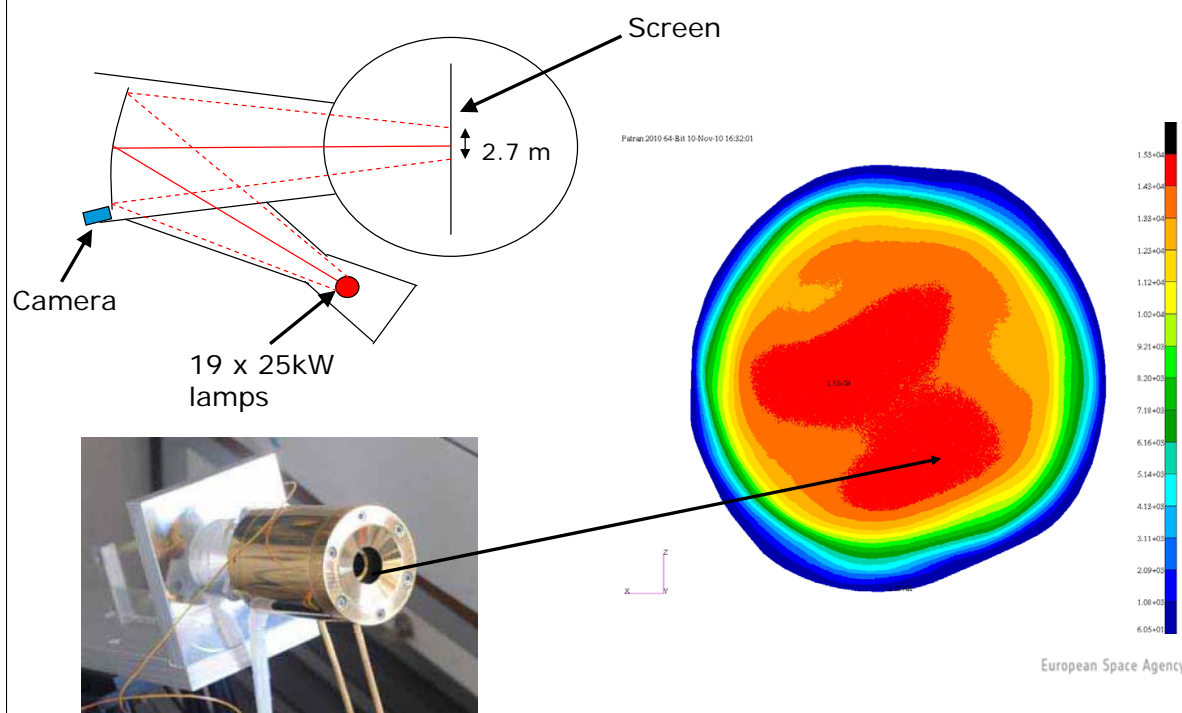 Screen
2.7 m
Camera
19 x 25kW
lamps
Patran 2010 64-Bit 10-Nov-10 16:32:01
1.53+04
1.43+04
1.33+04
1.23+04
1.12+04
1.02+04
9.21+03
8.20+03
7.18+03
6.16+03
5.14+03
4.13+03
3.11+03
2.09+03
1.08+03
6.05+01
Z
X
Y
European Space Agency